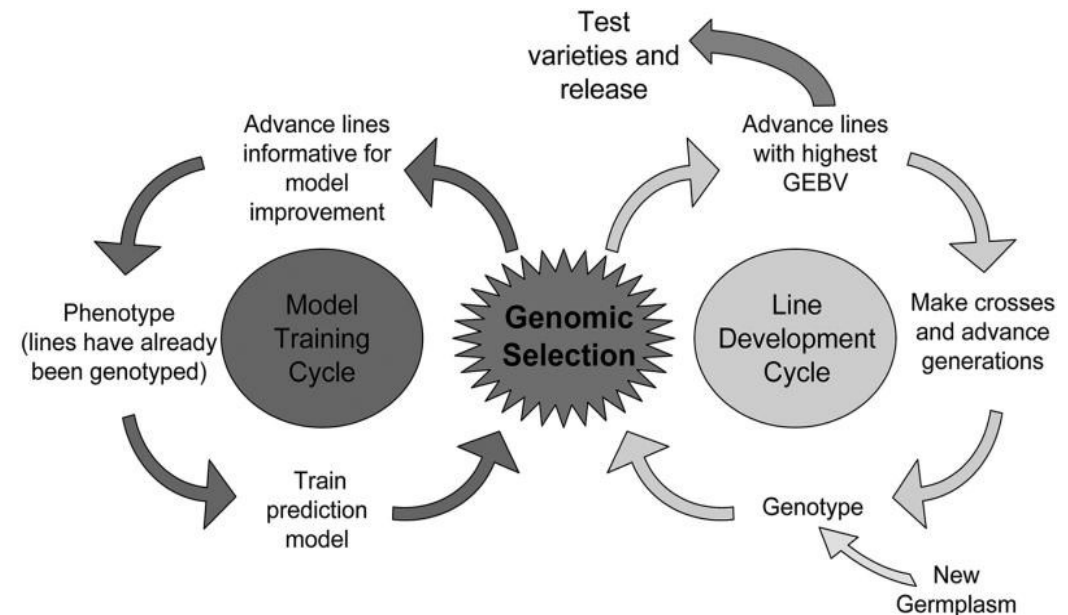 Test
varieties and
release
Advance lines
informative for
model
improvement
Advance lines
with highest
GEBV
Phenotype
(lines have already
been genotyped)
Model
Training
Cycle
Genomic
Selection
Line
Development
Cycle
Make crosses
and advance
generations
Train
prediction
model
Genotype
New
Germplasm